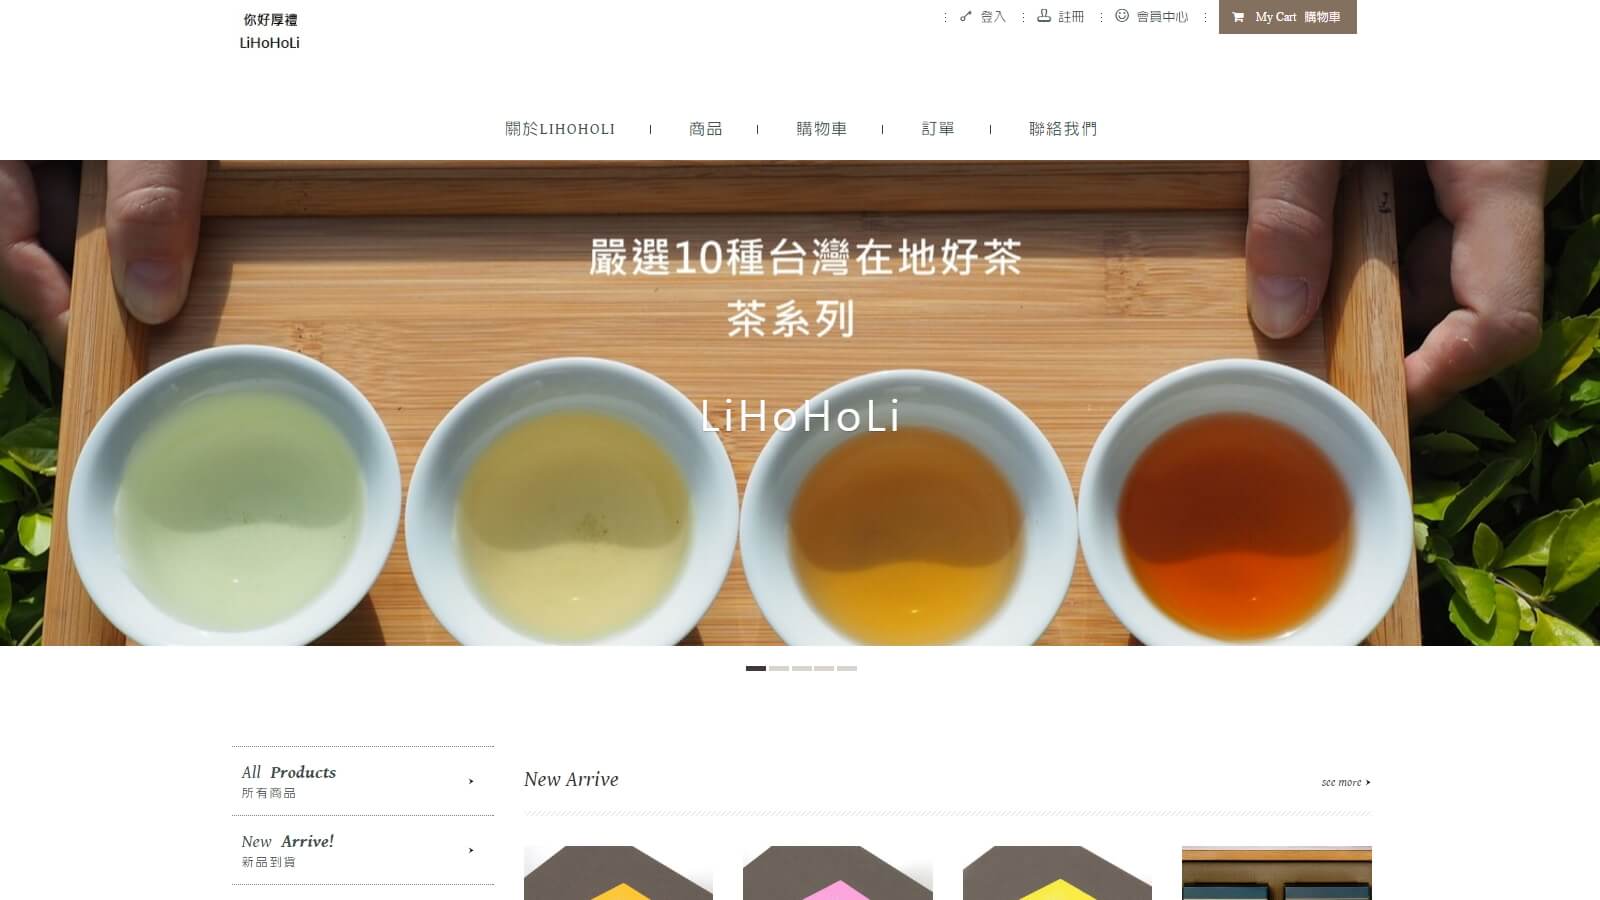 你好厚禮
LiHoHoLi
登入
註冊
會員中心
My Cart 購物車
關於LIHOHOLI
商品
購物車
訂單
聯絡我們
嚴選10種台灣在地好茶
茶系列
LiHoHoLi
All Products
所有商品
New Arrive!
新品到貨
New Arrive
see more